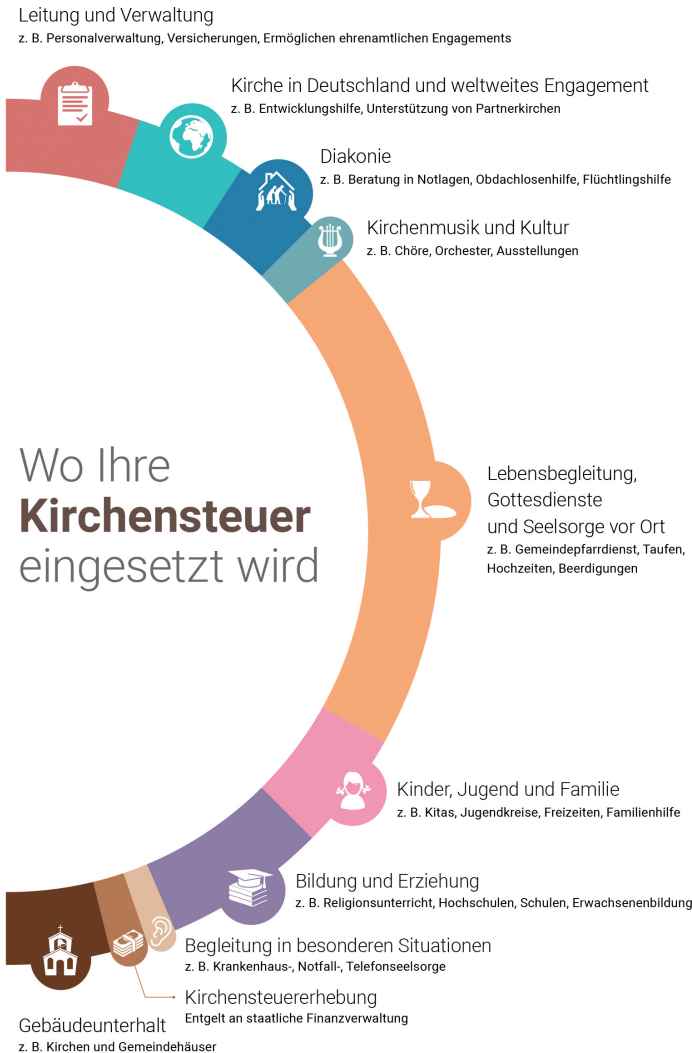 Leitung und Verwaltung
z. B. Personalverwaltung, Versicherungen, Ermöglichen ehrenamtlichen Engagements
Kirche in Deutschland und weltweites Engagement
z. B. Entwicklungshilfe, Unterstützung von Partnerkirchen
Diakonie
z. B. Beratung in Notlagen, Obdachlosenhilfe, Flüchtlingshilfe
Kirchenmusik und Kultur
z. B. Chöre, Orchester, Ausstellungen
Wo Ihre
Kirchensteuer
eingesetzt wird
Lebensbegleitung,
Gottesdienste
und Seelsorge vor Ort
z. B. Gemeindepfarrdienst, Taufen,
Hochzeiten, Beerdigungen
Kinder, Jugend und Familie
z. B. Kitas, Jugendkreise, Freizeiten, Familienhilfe
Bildung und Erziehung
z. B. Religionsunterricht, Hochschulen, Schulen, Erwachsenenbildung
Begleitung in besonderen Situationen
z. B. Krankenhaus-, Notfall-, Telefonseelsorge
Kirchensteuererhebung
Entgelt an staatliche Finanzverwaltung
Gebäudeunterhalt
z. B. Kirchen und Gemeindehäuser